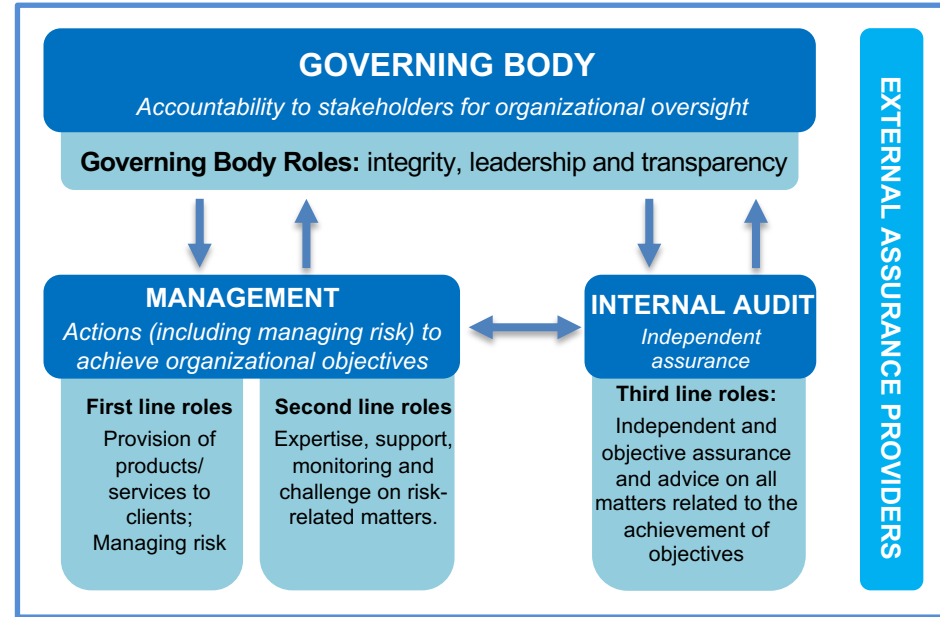 GOVERNING BODY
Accountability to stakeholders for organizational oversight
Governing Body Roles: integrity, leadership and transparency
MANAGEMENT
Actions (including managing risk) to
achieve organizational objectives
First line roles
Provision of
products/
services to
clients;
Managing risk
Second line roles
Expertise, support,
monitoring and
challenge on risk-
related matters.
INTERNAL AUDIT
Independent
assurance
Third line roles:
Independent and
objective assurance
and advice on all
matters related to the
achievement of
objectives
EXTERNAL ASSURANCE PROVIDERS